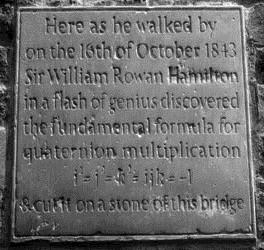 Here as he walked by
on the 16th of October 1843
Sir William Rowan Hamilton
in a flash of genius discovered
the fundamental formula for
quaternion multiplication
i² = j² = k² = ijk = -1
& cut it on a stone of this bridge